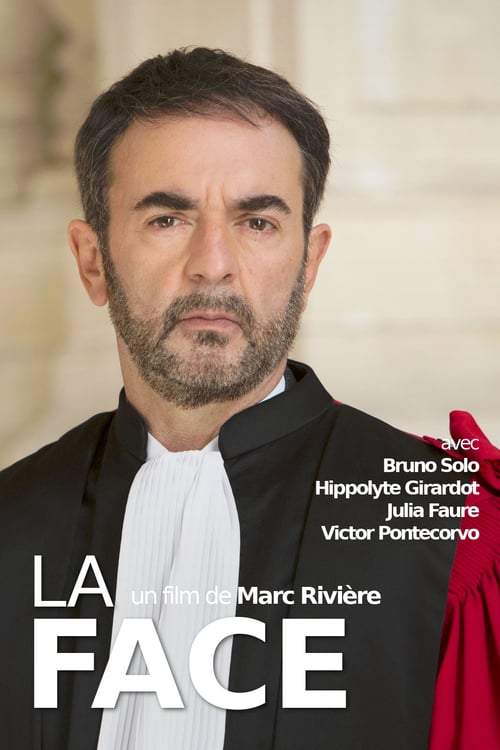 avec
Bruno Solo
Hippolyte Girardot
Julia Faure
Victor Pontecorvo
LA
un film de Marc Rivière
FACE